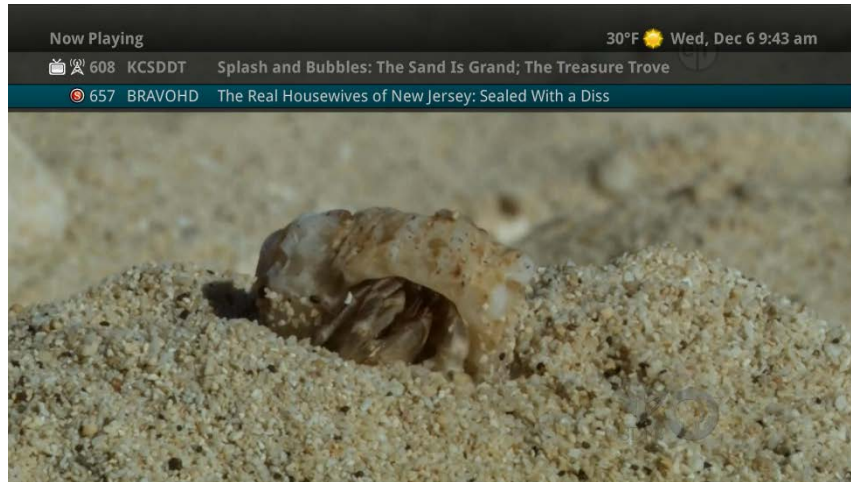 Now Playing 30°F Wed, Dec 6 9:43 am
608 KCSDDT Splash and Bubbles: The Sand Is Grand; The Treasure Trove
S 657 BRAVOHD The Real Housewives of New Jersey: Sealed With a Diss